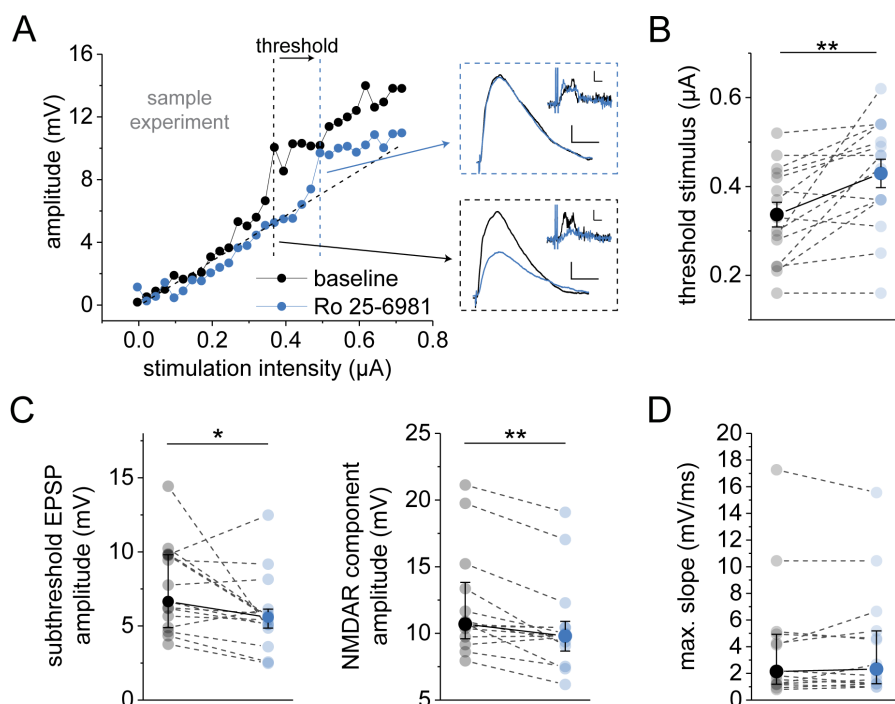 A
threshold
16
12
8
4
0
amplitude (mV)
sample
experiment
baseline
Ro 25-6981
0.0
0.2
0.4
0.6
0.8
stimulation intensity (µA)
B
**
0.6
0.4
0.2
threshold stimulus (µA)
C
*
15
10
5
0
subthreshold EPSP
amplitude (mV)
**
25
20
15
10
5
NMDAR component
amplitude (mV)
D
20
18
16
14
12
10
8
6
4
2
0
max. slope (mV/ms)